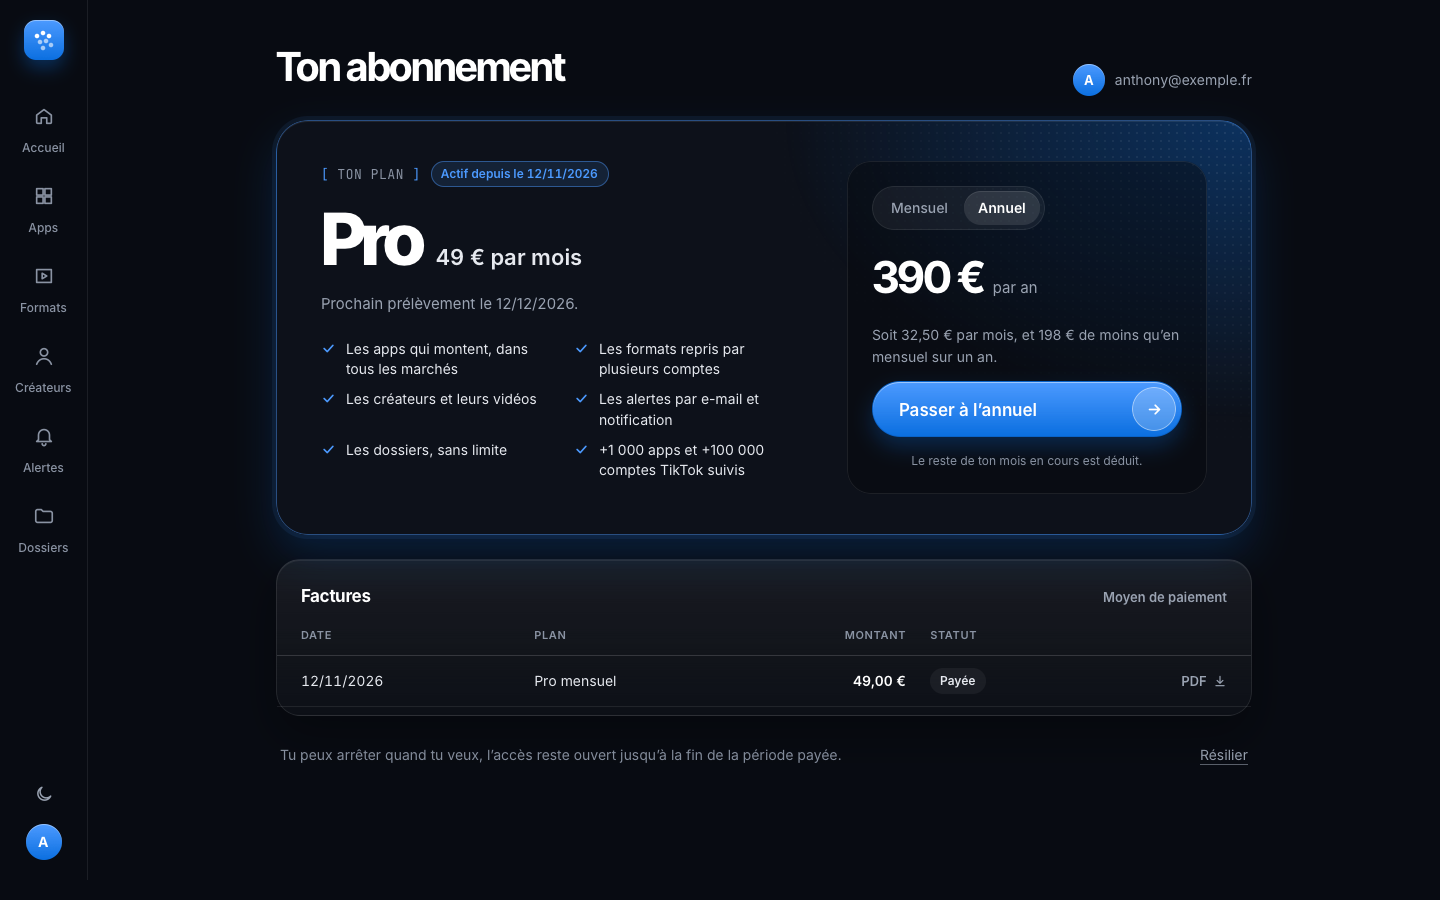 Ton abonnement
A anthony@exemple.fr
Accueil
Apps
Formats
Créateurs
Alertes
Dossiers
A
[ TON PLAN ] Actif depuis le 12/11/2026
Pro 49 € par mois
Prochain prélèvement le 12/12/2026.
Les apps qui montent, dans
tous les marchés
Les formats repris par
plusieurs comptes
Les créateurs et leurs vidéos
Les alertes par e-mail et
notification
Les dossiers, sans limite
+1 000 apps et +100 000
comptes TikTok suivis
Mensuel Annuel
390 € par an
Soit 32,50 € par mois, et 198 € de moins qu’en
mensuel sur un an.
Passer à l’annuel
Le reste de ton mois en cours est déduit.
Factures Moyen de paiement
DATE PLAN MONTANT STATUT
12/11/2026 Pro mensuel 49,00 € Payée PDF
Tu peux arrêter quand tu veux, l’accès reste ouvert jusqu’à la fin de la période payée. Résilier